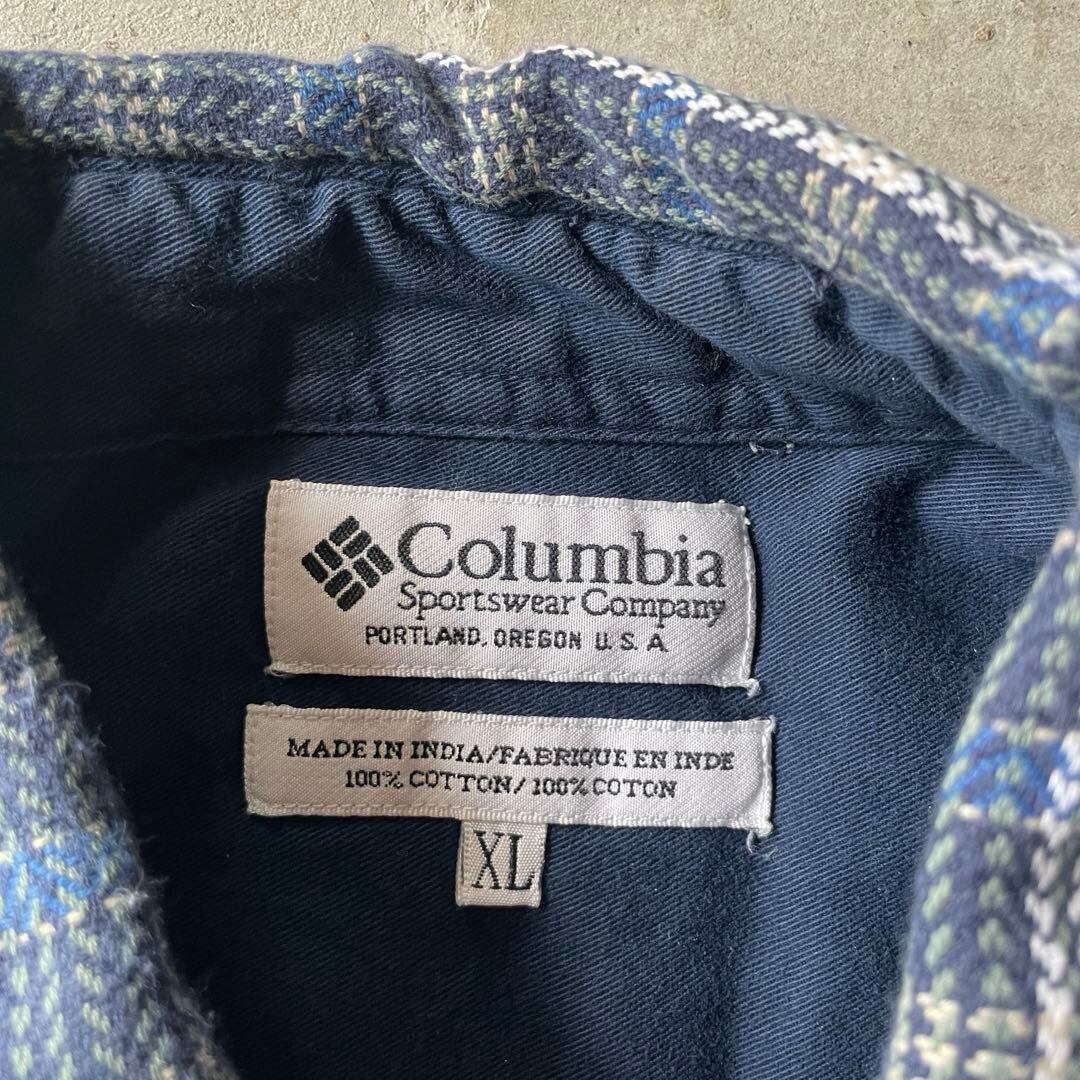 Columbia
Sportswear Company
PORTLAND, OREGON U.S.A.
MADE IN INDIA/FABRIQUE EN INDE
100% COTTON/100% COTON
XL